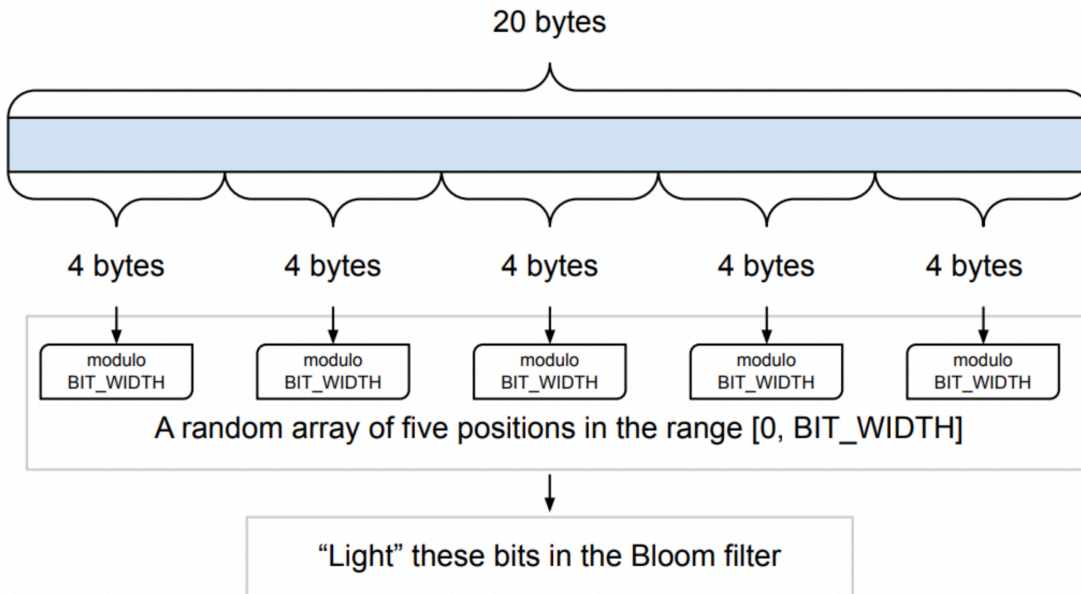 20 bytes
4 bytes
4 bytes
4 bytes
4 bytes
4 bytes
modulo
BIT_WIDTH
modulo
BIT_WIDTH
modulo
BIT_WIDTH
modulo
BIT_WIDTH
modulo
BIT_WIDTH
A random array of five positions in the range [0, BIT_WIDTH]
“Light” these bits in the Bloom filter